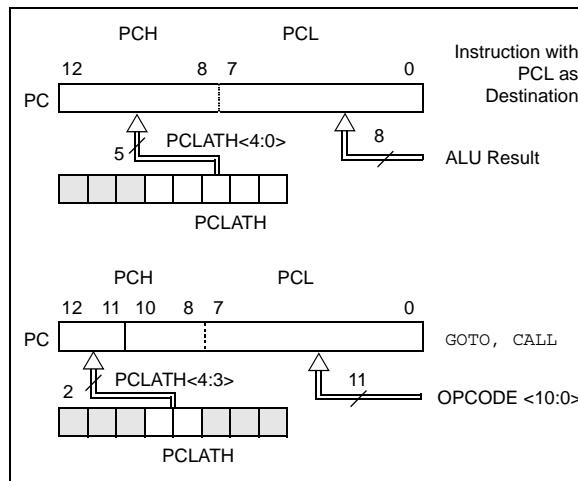 PCH PCL
12 8 7 0
Instruction with
PCL as
Destination
PC
5 PCLATH<4:0> 8
ALU Result
PCLATH
PCH PCL
12 11 10 8 7 0
PC GOTO, CALL
2 PCLATH<4:3> 11
OPCODE <10:0>
PCLATH